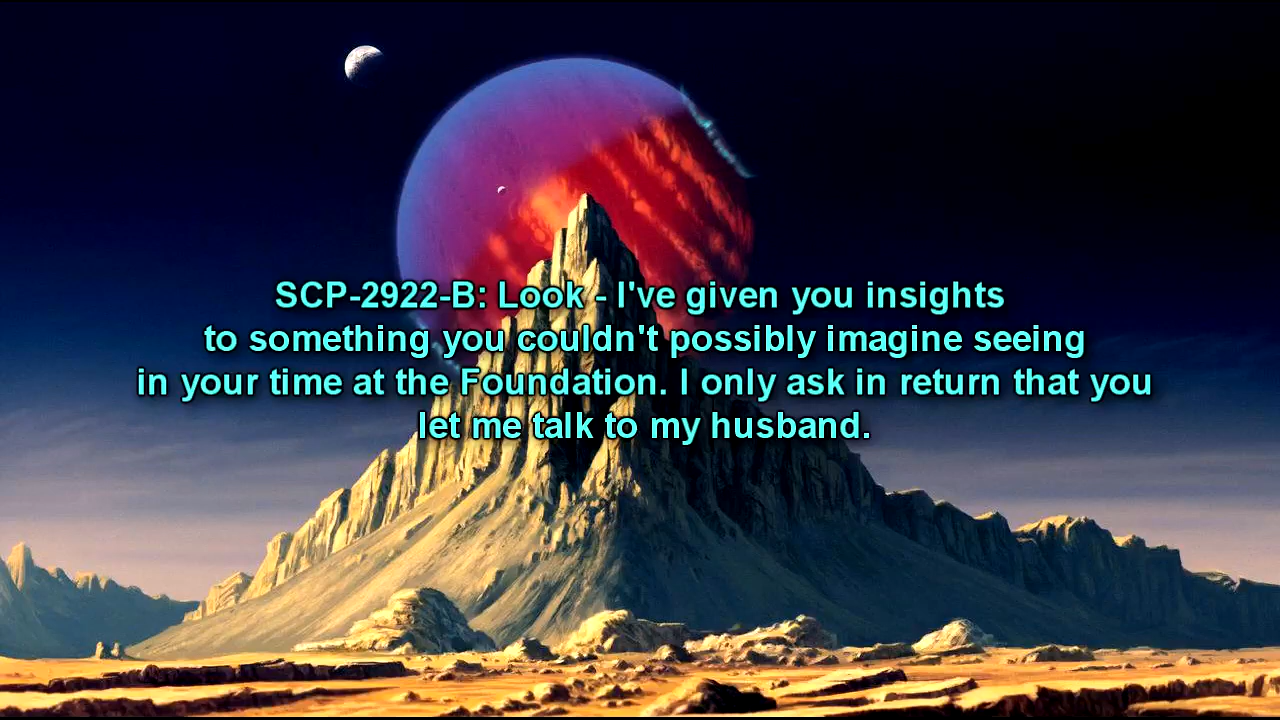 SCP-2922-B: Look - I've given you insights
to something you couldn't possibly imagine seeing
in your time at the Foundation. I only ask in return that you
let me talk to my husband.